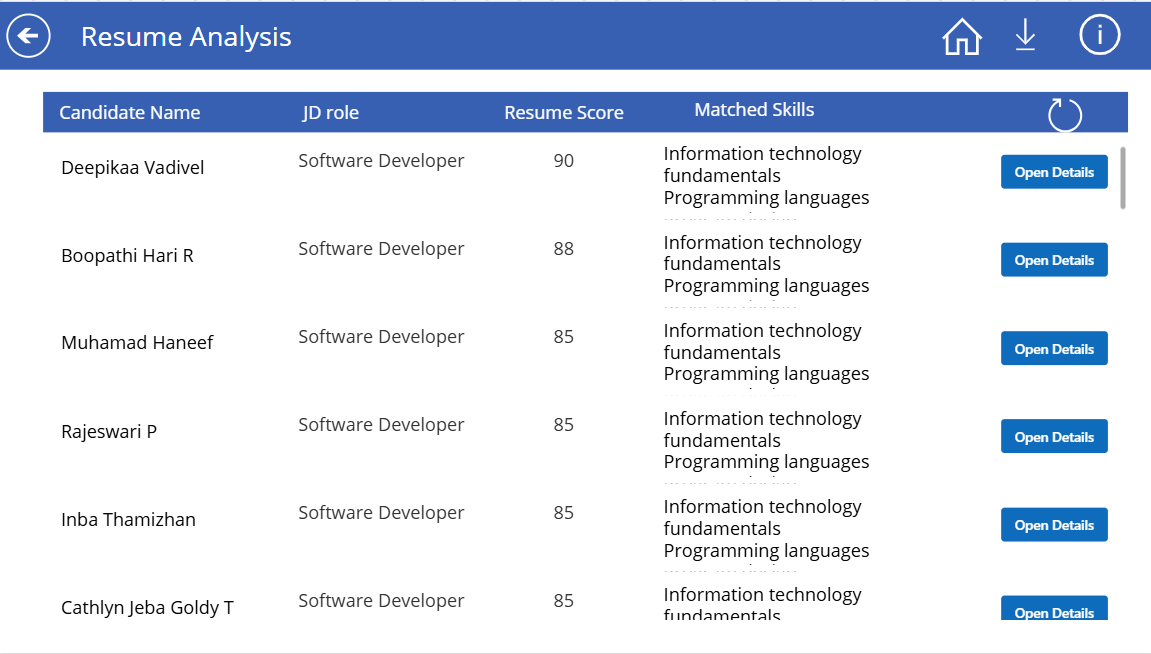 Resume Analysis
Candidate Name JD role Resume Score Matched Skills
Deepikaa Vadivel Software Developer 90 Information technology
fundamentals
Programming languages
Open Details
Boopathi Hari R Software Developer 88 Information technology
fundamentals
Programming languages
Open Details
Muhamad Haneef Software Developer 85 Information technology
fundamentals
Programming languages
Open Details
Rajeswari P Software Developer 85 Information technology
fundamentals
Programming languages
Open Details
Inba Thamizhan Software Developer 85 Information technology
fundamentals
Programming languages
Open Details
Cathlyn Jeba Goldy T Software Developer 85 Information technology
fundamentals
Open Details